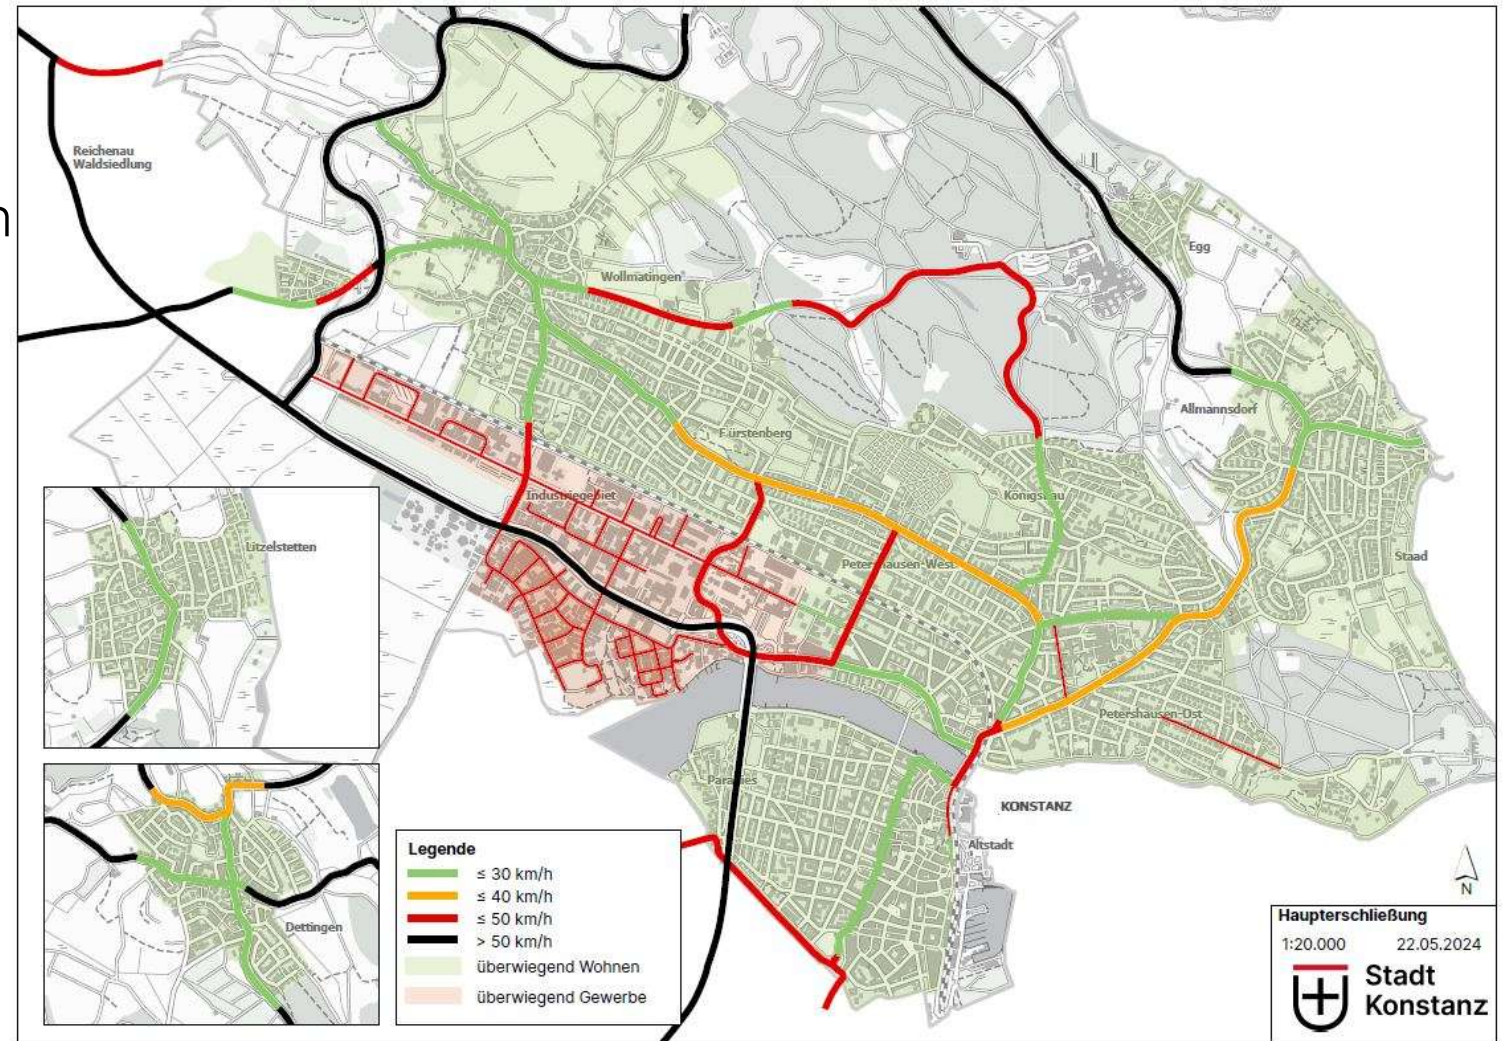 n
Reichenau
Waldsiedlung
Egg
Wollmatingen
Allmannsdorf
Fürstenberg
Industriegebiet
Königsbau
Litzelstetten
Staad
Petershausen-West
Petershausen-Ost
Paradies
KONSTANZ
Altstadt
Dettingen
Legende
≤ 30 km/h
≤ 40 km/h
≤ 50 km/h
> 50 km/h
überwiegend Wohnen
überwiegend Gewerbe
N
Haupterschließung
1:20.000 22.05.2024
Stadt
Konstanz